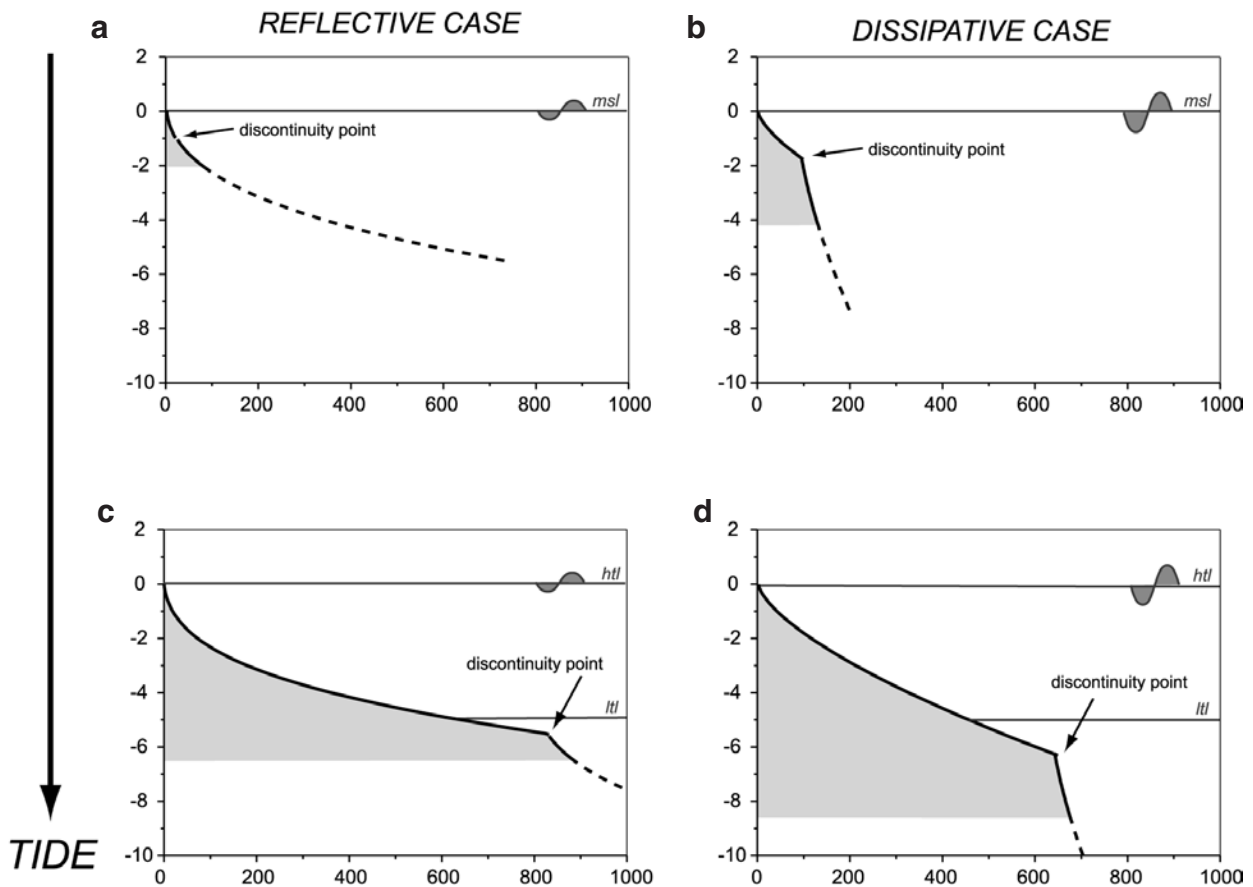 a
REFLECTIVE CASE
2
0
-2
-4
-6
-8
-10
msl
discontinuity point
0 200 400 600 800 1000
b
DISSIPATIVE CASE
2
0
-2
-4
-6
-8
-10
msl
discontinuity point
0 200 400 600 800 1000
c
2
0
-2
-4
-6
-8
-10
htl
discontinuity point
ltl
0 200 400 600 800 1000
d
2
0
-2
-4
-6
-8
-10
htl
discontinuity point
ltl
0 200 400 600 800 1000
TIDE